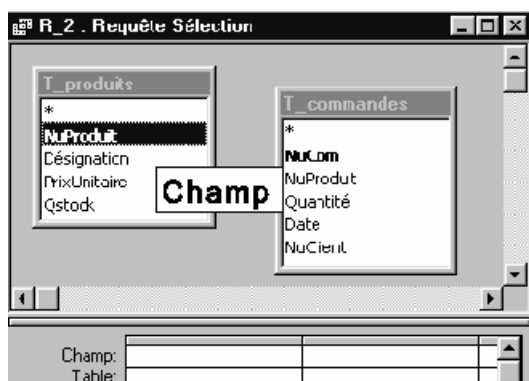 R_2 . Requête Sélection
T_produits
*
NuProduit
Désignation
PrixUnitaire
Qstock
Champ
T_commandes
*
NuCom
NuProduit
Quantité
Date
NuClient
Champ:
Table: